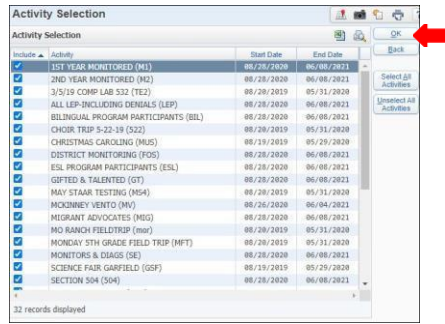 Activity Selection
Activity Selection
OK
Back
Include Activity Start Date End Date
1ST YEAR MONITORED (M1) 08/28/2020 06/08/2021
2ND YEAR MONITORED (M2) 08/28/2020 06/08/2021
3/5/19 COMP LAB 532 (TE2) 08/20/2019 05/31/2020
ALL LEP-INCLUDING DENIALS (LEP) 08/28/2020 06/08/2021
BILINGUAL PROGRAM PARTICIPANTS (BIL) 08/28/2020 06/08/2021
CHOIR TRIP 5-22-19 (522) 08/20/2019 05/31/2020
CHRISTMAS CAROLING (MUS) 08/19/2019 05/29/2020
DISTRICT MONITORING (FOS) 08/28/2020 06/08/2021
ESL PROGRAM PARTICIPANTS (ESL) 08/28/2020 06/08/2021
GIFTED & TALENTED (GT) 08/28/2020 06/08/2021
MAY STAAR TESTING (MS4) 08/20/2019 05/31/2020
MCKINNEY VENTO (MV) 08/26/2020 06/04/2021
MIGRANT ADVOCATES (MIG) 08/28/2020 06/08/2021
MO RANCH FIELDTRIP (mor) 08/20/2019 05/31/2020
MONDAY 5TH GRADE FIELD TRIP (MFT) 08/20/2019 05/31/2020
MONITORS & DIAGS (SE) 08/28/2020 06/08/2021
SCIENCE FAIR GARFIELD (GSF) 08/19/2019 05/29/2020
SECTION 504 (504) 08/28/2020 06/08/2021
Select All
Activities
Unselect All
Activities
32 records displayed